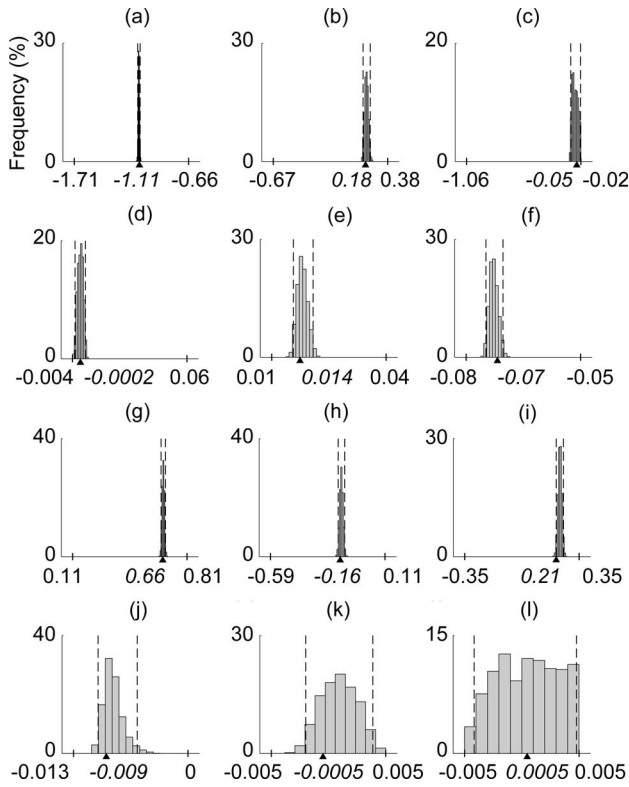 (a) (b) (c)
Frequency (%)
30 30 20
0 0 0
-1.71 -1.11 -0.66 -0.67 0.18 0.38 -1.06 -0.05 -0.02
(d) (e) (f)
20 30 30
0 0 0
-0.004 -0.0002 0.06 0.01 0.014 0.04 -0.08 -0.07 -0.05
(g) (h) (i)
40 40 30
0 0 0
0.11 0.66 0.81 -0.59 -0.16 0.11 -0.35 0.21 0.35
(j) (k) (l)
40 30 15
0 0 0
-0.013 -0.009 0 -0.005 -0.0005 0.005 -0.005 0.0005 0.005